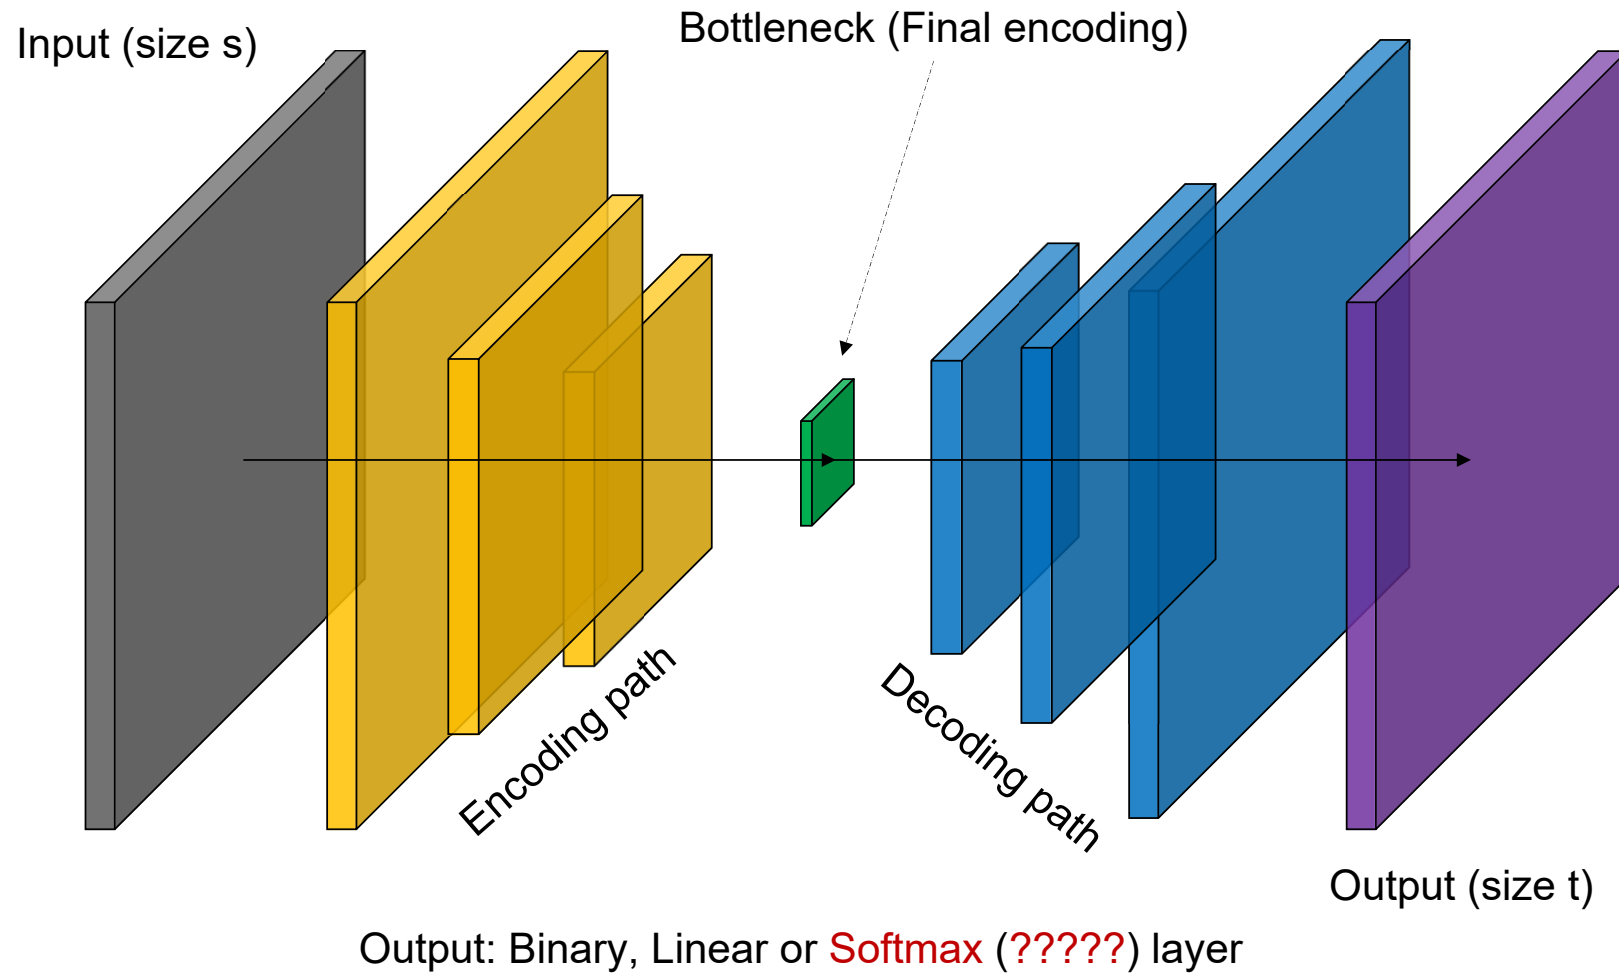 Input (size s)
Bottleneck (Final encoding)
Encoding path
Decoding path
Output (size t)
Output: Binary, Linear or Softmax (?????) layer